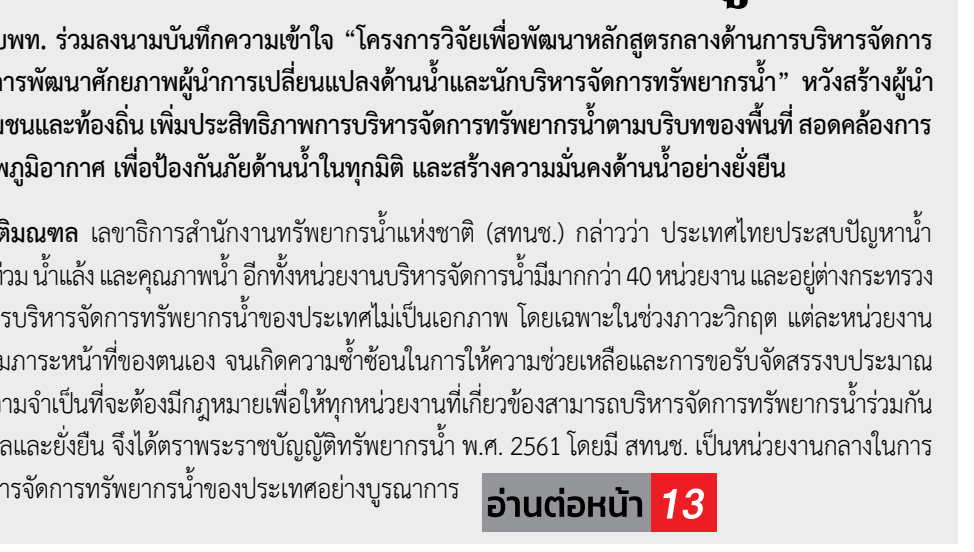 บพท. ร่วมลงนามบันทึกความเข้าใจ “โครงการวิจัยเพื่อพัฒนาหลักสูตรกลางด้านการบริหารจัดการ
การพัฒนาศักยภาพผู้นำการเปลี่ยนแปลงด้านน้ำและนักบริหารจัดการทรัพยากรน้ำ” หวังสร้างผู้นำ
มชนและท้องถิ่น เพิ่มประสิทธิภาพการบริหารจัดการทรัพยากรน้ำตามบริบทของพื้นที่ สอดคล้องการ
พภูมิอากาศ เพื่อป้องกันภัยด้านน้ำในทุกมิติ และสร้างความมั่นคงด้านน้ำอย่างยั่งยืน
ติมณฑล เลขาธิการสำนักงานทรัพยากรน้ำแห่งชาติ (สทนช.) กล่าวว่า ประเทศไทยประสบปัญหาน้ำ
ท่วม น้ำแล้ง และคุณภาพน้ำ อีกทั้งหน่วยงานบริหารจัดการน้ำมีมากกว่า 40 หน่วยงาน และอยู่ต่างกระทรวง
รบริหารจัดการทรัพยากรน้ำของประเทศไม่เป็นเอกภาพ โดยเฉพาะในช่วงภาวะวิกฤต แต่ละหน่วยงาน
มภาระหน้าที่ของตนเอง จนเกิดความซ้ำซ้อนในการให้ความช่วยเหลือและการขอรับจัดสรรงบประมาณ
ามจำเป็นที่จะต้องมีกฎหมายเพื่อให้ทุกหน่วยงานที่เกี่ยวข้องสามารถบริหารจัดการทรัพยากรน้ำร่วมกัน
ลและยั่งยืน จึงได้ตราพระราชบัญญัติทรัพยากรน้ำ พ.ศ. 2561 โดยมี สทนช. เป็นหน่วยงานกลางในการ
ารจัดการทรัพยากรน้ำของประเทศอย่างบูรณาการ
อ่านต่อหน้า 13